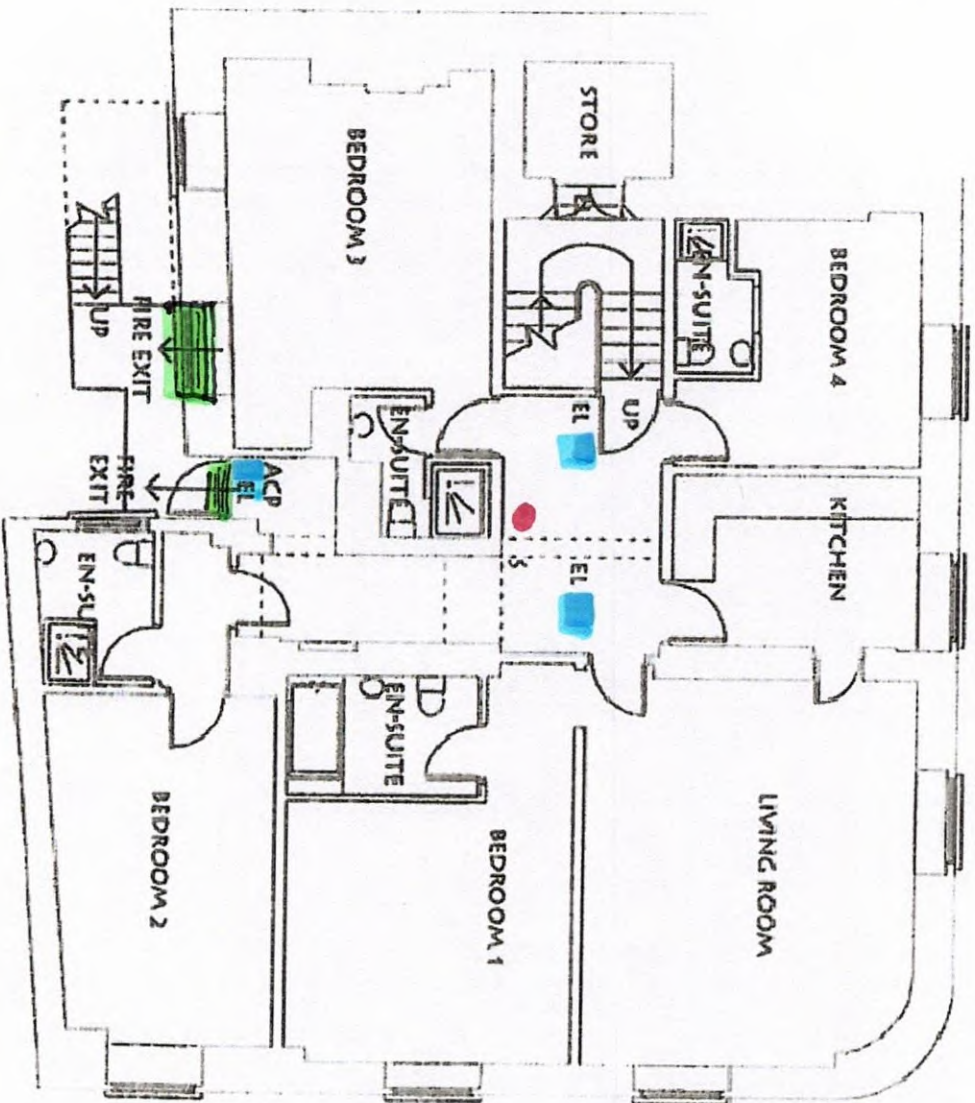 STORE
BEDROOM 3
BEDROOM 4
EN-SUITE
UP
FIRE EXIT
UP
EL
EN-SUITE
KITCHEN
ACP
EL
FIRE
EXIT
S
EL
EN-SU
EN-SUITE
LIVING ROOM
BEDROOM 2
BEDROOM 1